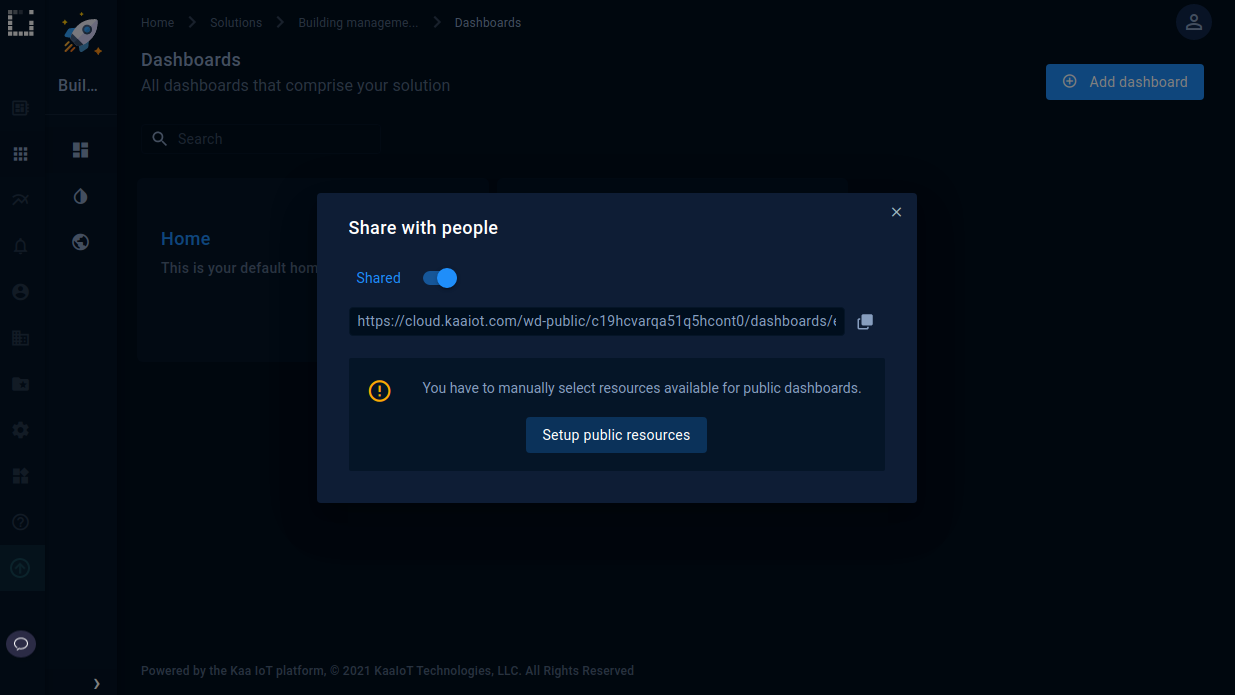 Home
Solutions
Building manageme...
Dashboards
Buil...
Dashboards
All dashboards that comprise your solution
Add dashboard
Search
Home
This is your default hom
Share with people
Shared
https://cloud.kaaiot.com/wd-public/c19hcvarqa51q5hcont0/dashboards/
You have to manually select resources available for public dashboards.
Setup public resources
Powered by the Kaa IoT platform, © 2021 KaaIoT Technologies, LLC. All Rights Reserved